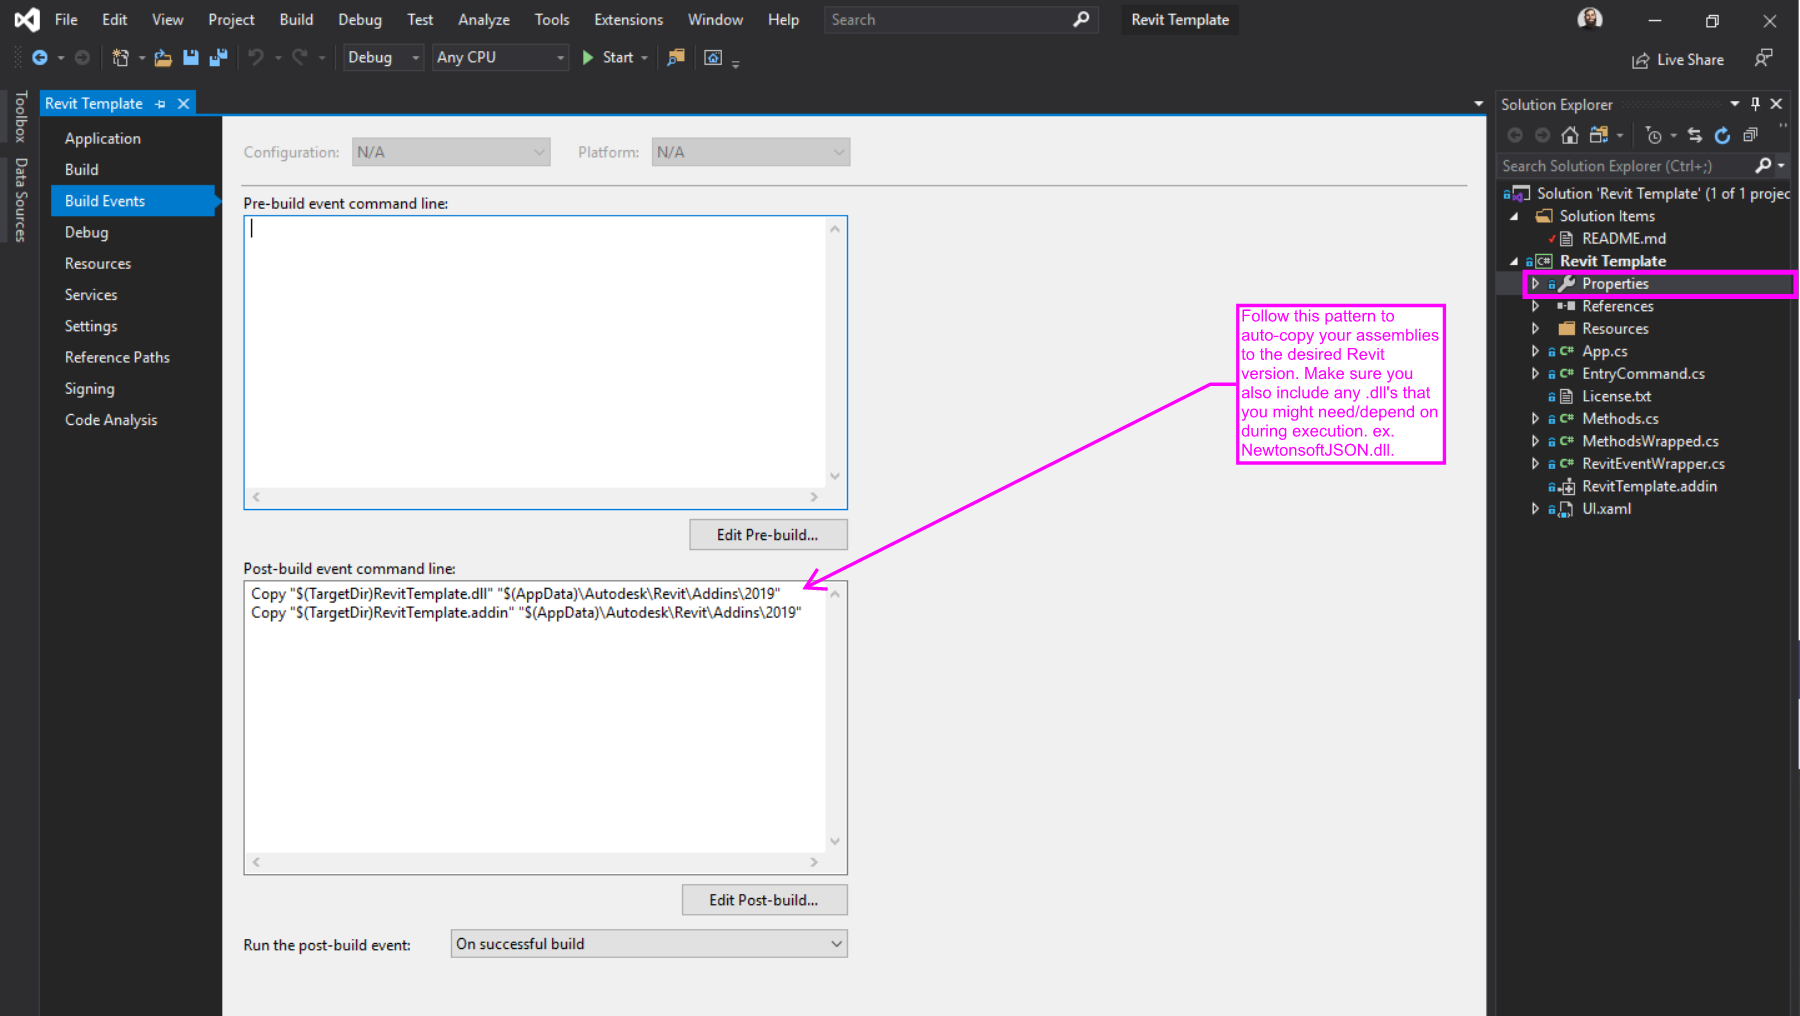 File Edit View Project Build Debug Test Analyze Tools Extensions Window Help Search Revit Template
Debug Any CPU Start Live Share
Toolbox
Data Sources
Revit Template
Application
Build
Build Events
Debug
Resources
Services
Settings
Reference Paths
Signing
Code Analysis
Configuration: N/A Platform: N/A
Pre-build event command line:
Edit Pre-build...
Post-build event command line:
Copy "$(TargetDir)RevitTemplate.dll" "$(AppData)\Autodesk\Revit\Addins\2019"
Copy "$(TargetDir)RevitTemplate.addin" "$(AppData)\Autodesk\Revit\Addins\2019"
Edit Post-build...
Run the post-build event: On successful build
Follow this pattern to
auto-copy your assemblies
to the desired Revit
version. Make sure you
also include any .dll's that
you might need/depend on
during execution. ex.
NewtonsoftJSON.dll.
Solution Explorer
Search Solution Explorer (Ctrl+;)
Solution 'Revit Template' (1 of 1 projec
Solution Items
README.md
C# Revit Template
Properties
References
Resources
C# App.cs
C# EntryCommand.cs
License.txt
C# Methods.cs
C# MethodsWrapped.cs
C# RevitEventWrapper.cs
RevitTemplate.addin
UI.xaml